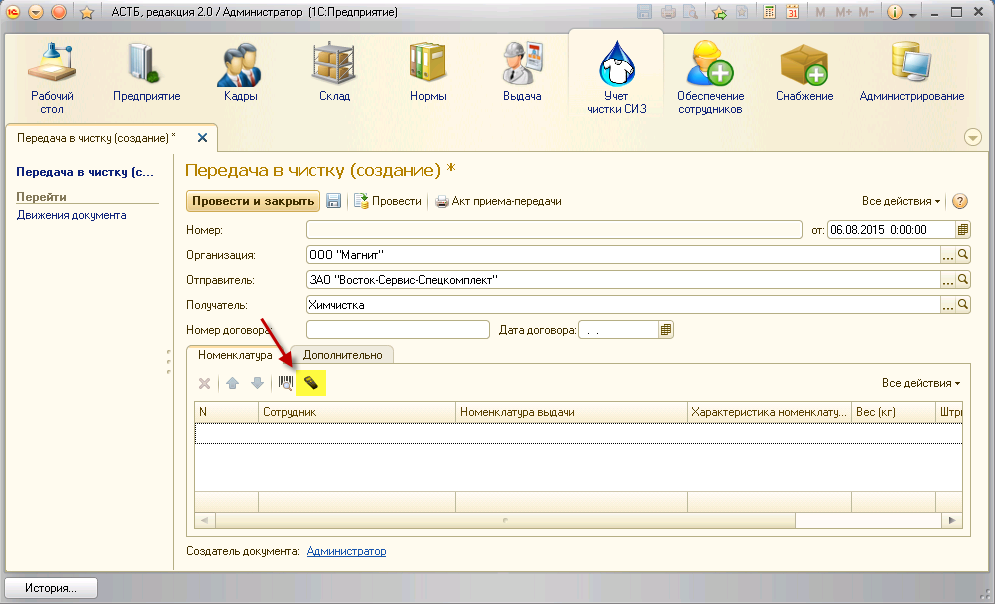 АСТБ, редакция 2.0 / Администратор (1С:Предприятие)
M M+ M-
Рабочий стол
Предприятие
Кадры
Склад
Нормы
Выдача
Учет чистки СИЗ
Обеспечение сотрудников
Снабжение
Администрирование
Передача в чистку (создание) *
Передача в чистку (с...
Перейти
Движения документа
Передача в чистку (создание) *
Провести и закрыть
Провести
Акт приема-передачи
Все действия
Номер:
от: 06.08.2015 0:00:00
Организация: ООО "Магнит"
Отправитель: ЗАО "Восток-Сервис-Спецкомплект"
Получатель: Химчистка
Номер договора:
Дата договора: . .
Номенклатура
Дополнительно
Все действия
N Сотрудник Номенклатура выдачи Характеристика номенклату... Вес (кг) Штри
Создатель документа: Администратор
История...